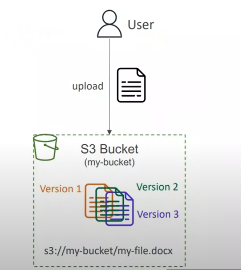 User
upload
S3 Bucket
(my-bucket)
Version 1
Version 2
Version 3
s3://my-bucket/my-file.docx